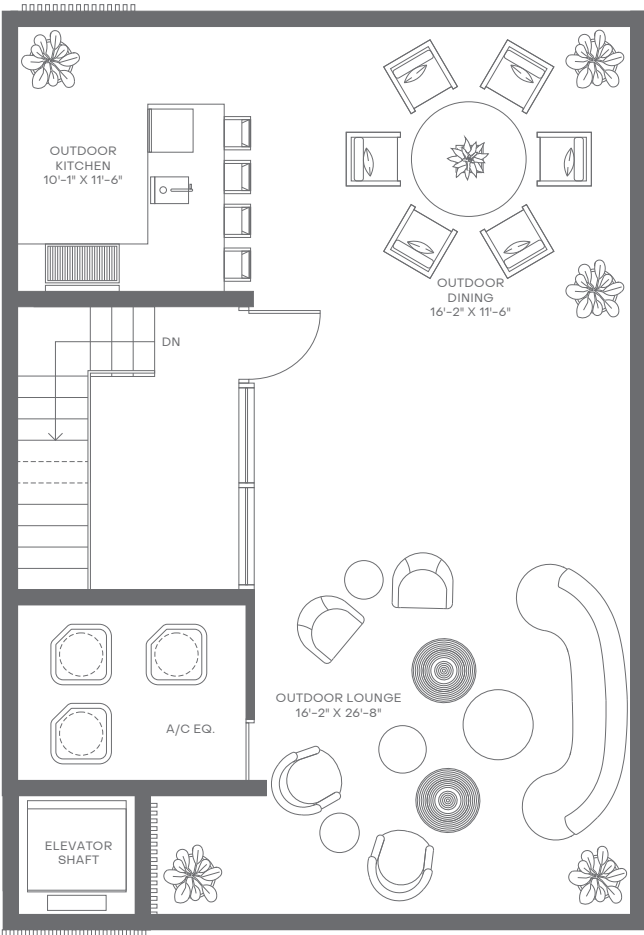 OUTDOOR
KITCHEN
10'-1" X 11'-6"
OUTDOOR
DINING
16'-2" X 11'-6"
DN
OUTDOOR LOUNGE
16'-2" X 26'-8"
A/C EQ.
ELEVATOR
SHAFT